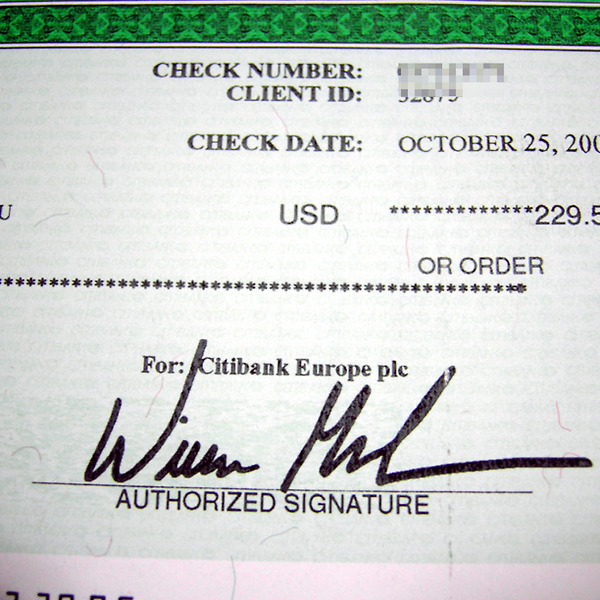 CHECK NUMBER:
CLIENT ID:
CHECK DATE: OCTOBER 25, 200
U USD *************229.5
OR ORDER
For: Citibank Europe plc
AUTHORIZED SIGNATURE